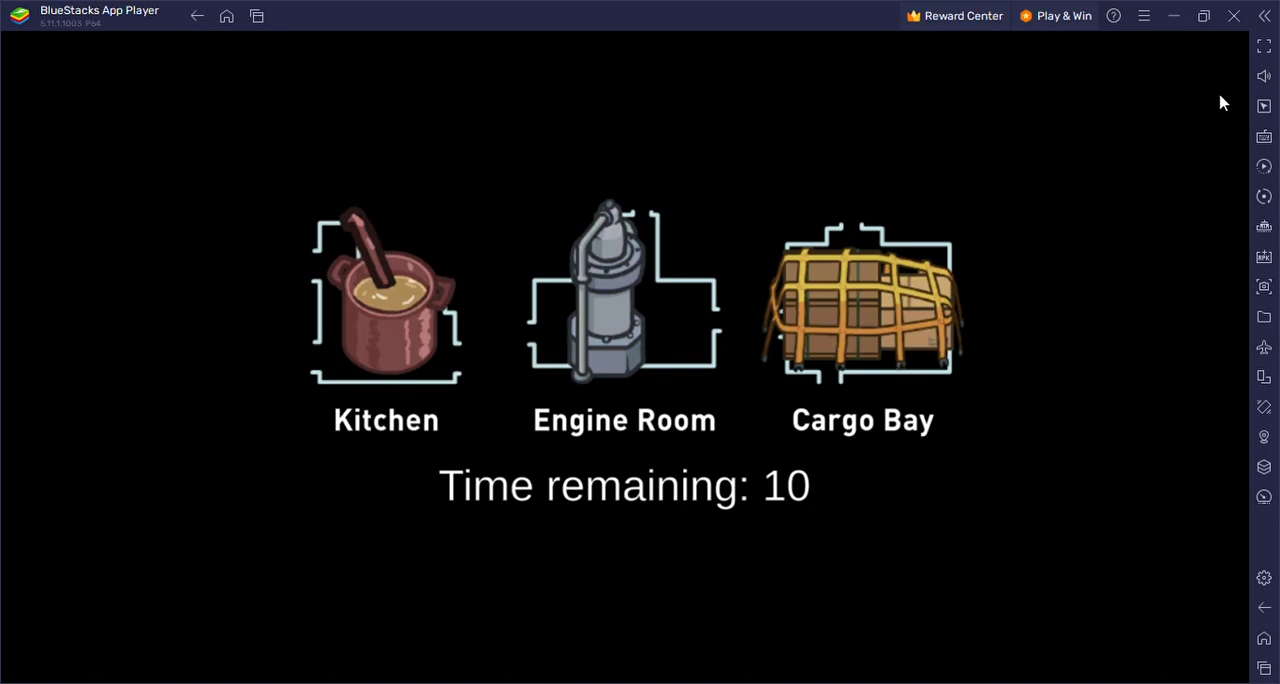 BlueStacks App Player
5.11.1.1003 P64
Reward Center
Play & Win
Kitchen
Engine Room
Cargo Bay
Time remaining: 10